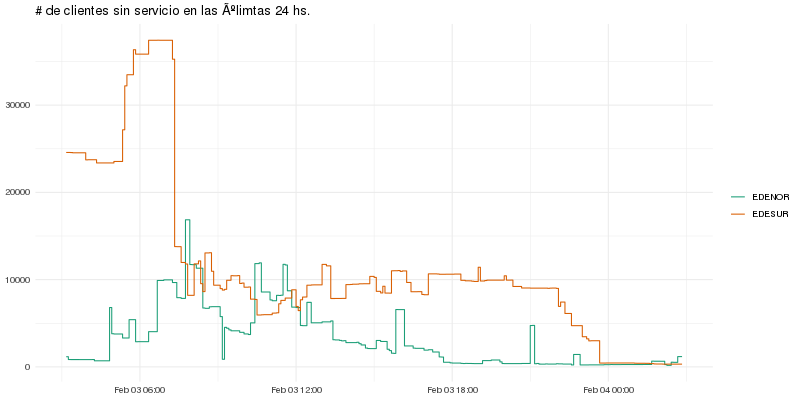 # de clientes sin servicio en las Ãºlimtas 24 hs.
30000
20000
10000
0
Feb 03 06:00
Feb 03 12:00
Feb 03 18:00
Feb 04 00:00
EDENOR
EDESUR